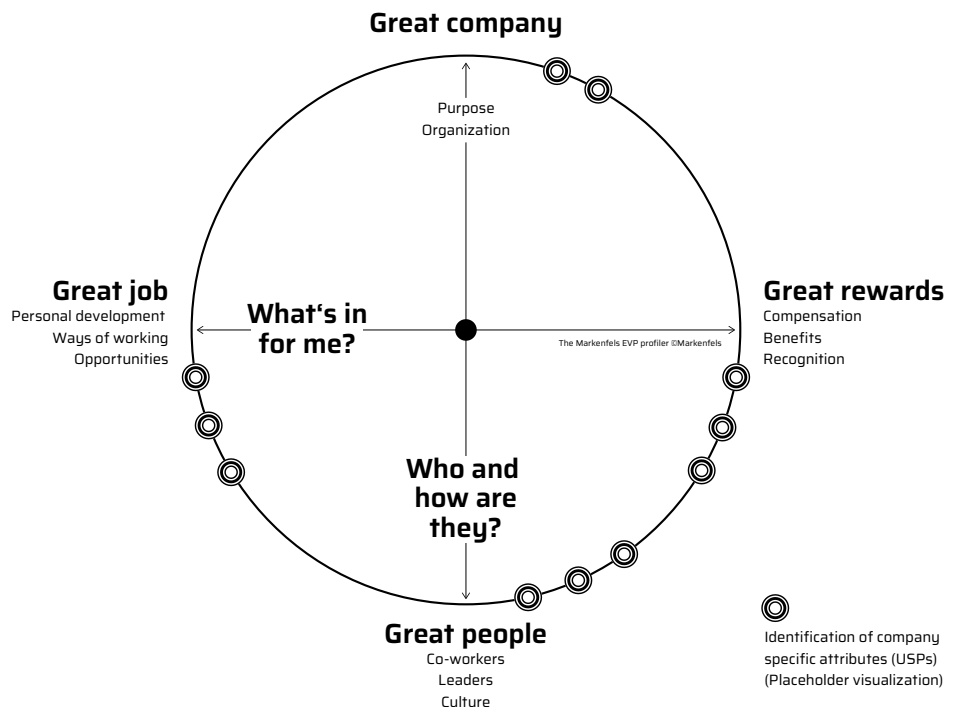 Great company
Purpose
Organization
Great job
Personal development
Ways of working
Opportunities
What‘s in
for me?
Great rewards
Compensation
Benefits
Recognition
The Markenfels EVP profiler ©Markenfels
Who and
how are
they?
Great people
Co-workers
Leaders
Culture
Identification of company
specific attributes (USPs)
(Placeholder visualization)